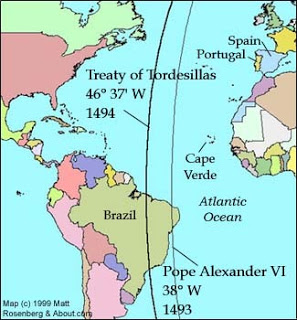 Spain
Portugal
Treaty of Tordesillas
46° 37' W
1494
Cape
Verde
Atlantic
Ocean
Brazil
Pope Alexander VI
38° W
1493
Map (c) 1999 Matt
Rosenberg & About.com